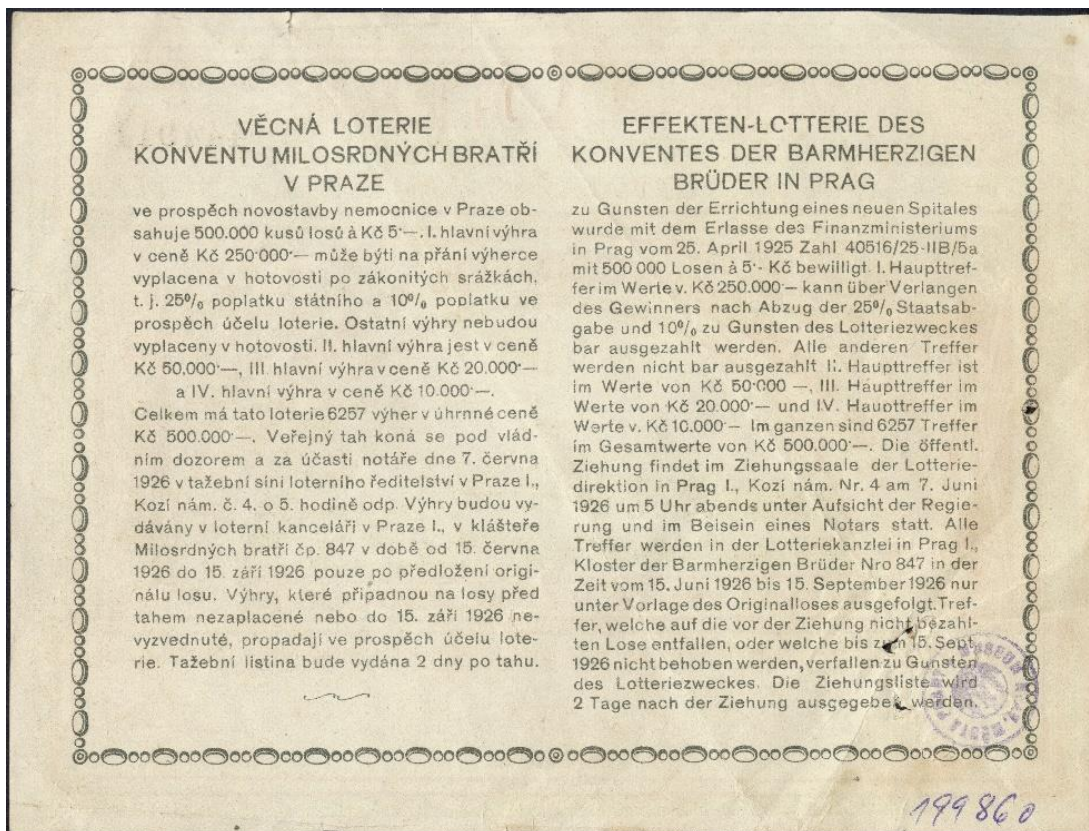 VĚCNÁ LOTERIE
KONVENTU MILOSRDNÝCH BRATŘÍ
V PRAZE
ve prospěch novostavby nemocnice v Praze ob-
sahuje 500.000 kusů losů à Kč 5·—. I. hlavní výhra
v ceně Kč 250·000·— může býti na přání výherce
vyplacena v hotovosti po zákonitých srážkách,
t. j. 25% poplatku státního a 10% poplatku ve
prospěch účelu loterie. Ostatní výhry nebudou
vyplaceny v hotovosti. II. hlavní výhra jest v ceně
Kč 50,000·—, III. hlavní výhra v ceně Kč 20.000·—
a IV. hlavní výhra v ceně Kč 10.000·—.
Celkem má tato loterie 6257 výher v úhrnné ceně
Kč 500.000·—. Veřejný tah koná se pod vlád-
ním dozorem a za účasti notáře dne 7. června
1926 v tažební síni loterního ředitelství v Praze I.,
Kozí nám. č. 4. o 5. hodině odp. Výhry budou vy-
dávány v loterní kanceláři v Praze I., v klášteře
Milosrdných bratří čp. 847 v době od 15. června
1926 do 15. září 1926 pouze po předložení origi-
nálu losu. Výhry, které připadnou na losy před
tahem nezaplacené nebo do 15. září 1926 ne-
vyzvednuté, propadají ve prospěch účelu lote-
rie. Tažební listina bude vydána 2 dny po tahu.
EFFEKTEN-LOTTERIE DES
KONVENTES DER BARMHERZIGEN
BRÜDER IN PRAG
zu Gunsten der Errichtung eines neuen Spitales
wurde mit dem Erlasse des Finanzministeriums
in Prag vom 25. April 1925 Zahl 40516/25-IIB/5a
mit 500 000 Losen à 5·- Kč bewilligt. I. Haupttref-
fer im Werte v. Kč 250.000·— kann über Verlangen
des Gewinners nach Abzug der 25% Staatsab-
gabe und 10% zu Gunsten des Lotteriezweckes
bar ausgezahlt werden. Alle anderen Treffer
werden nicht bar ausgezahlt II. Haupttreffer ist
im Werte von Kč 50·000 —, III. Haupttreffer im
Werte von Kč 20.000·— und IV. Haupttreffer im
Werte v. Kč 10.000·— Im ganzen sind 6257 Treffer
im Gesamtwerte von Kč 500.000·—. Die öffentl.
Ziehung findet im Ziehungssaale der Lotterie-
direktion in Prag I., Kozí nám. Nr. 4 am 7. Juni
1926 um 5 Uhr abends unter Aufsicht der Regie-
rung und im Beisein eines Notars statt. Alle
Treffer werden in der Lotteriekanzlei in Prag I.,
Kloster der Barmherzigen Brüder Nro 847 in der
Zeit vom 15. Juni 1926 bis 15. September 1926 nur
unter Vorlage des Originalloses ausgefolgt. Tref-
fer, welche auf die vor der Ziehung nicht bezahl-
ten Lose entfallen, oder welche bis zum 15. Sept.
1926 nicht behoben werden, verfallen zu Gunsten
des Lotteriezweckes. Die Ziehungsliste wird
2 Tage nach der Ziehung ausgegeben werden.
199860